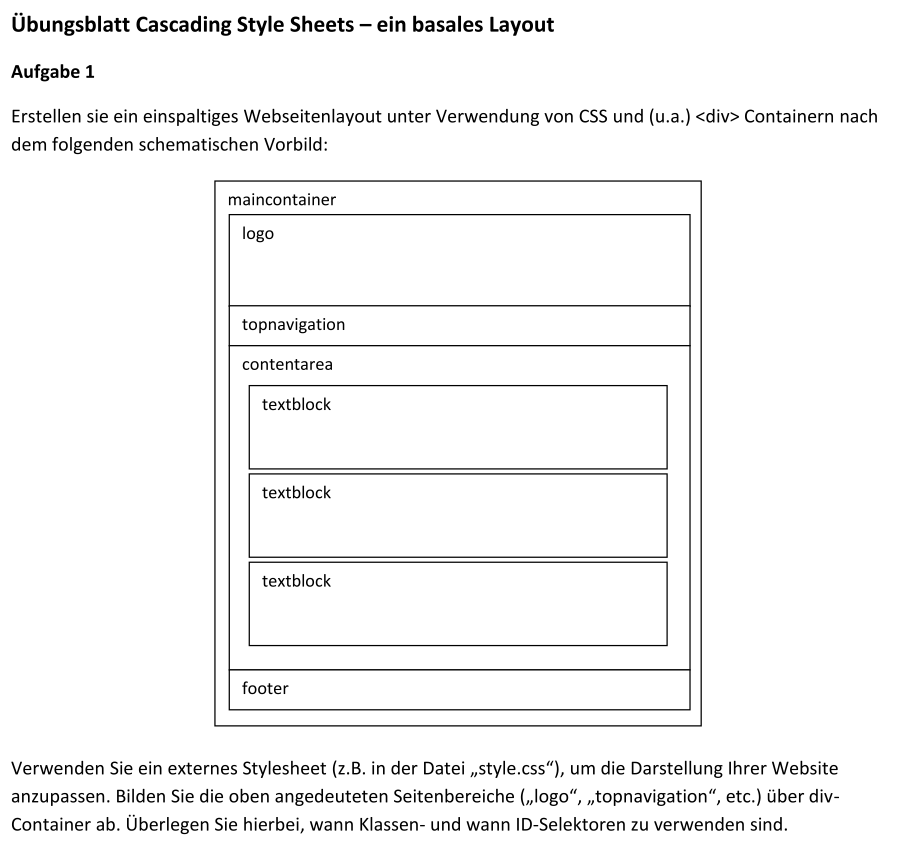 Übungsblatt Cascading Style Sheets – ein basales Layout
Aufgabe 1
Erstellen sie ein einspaltiges Webseitenlayout unter Verwendung von CSS und (u.a.) <div> Containern nach
dem folgenden schematischen Vorbild:
maincontainer
logo
topnavigation
contentarea
textblock
textblock
textblock
footer
Verwenden Sie ein externes Stylesheet (z.B. in der Datei „style.css“), um die Darstellung Ihrer Website
anzupassen. Bilden Sie die oben angedeuteten Seitenbereiche („logo“, „topnavigation“, etc.) über div-
Container ab. Überlegen Sie hierbei, wann Klassen- und wann ID-Selektoren zu verwenden sind.